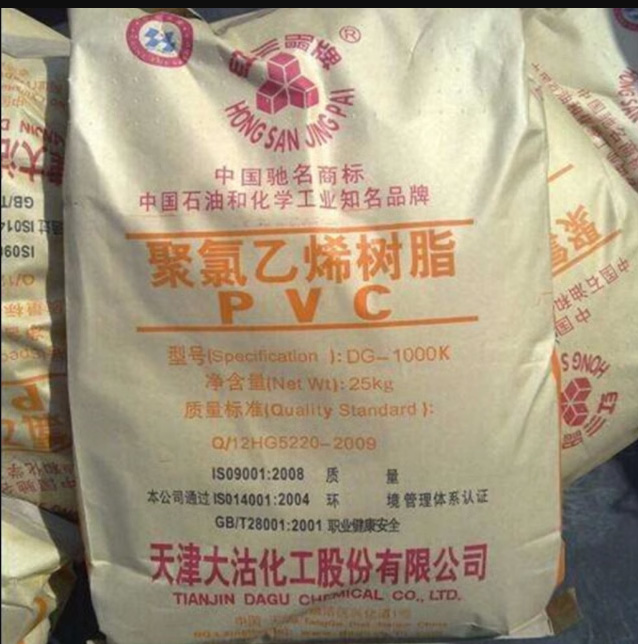 红三晶牌®
HONG SAN JING PAI
中国驰名商标
中国石油和化学工业知名品牌
聚氯乙烯树脂
PVC
型号(Specification ): DG-1000K
净含量(Net Wt): 25kg
质量标准(Quality Standard ):
Q/12HG5220-2009
IS09001:2008 质 量
本公司通过 IS014001:2004 环 境管理体系认证
GB/T28001:2001 职业健康安全
天津大沽化工股份有限公司
TIANJIN DAGU CHEMICAL CO., LTD.